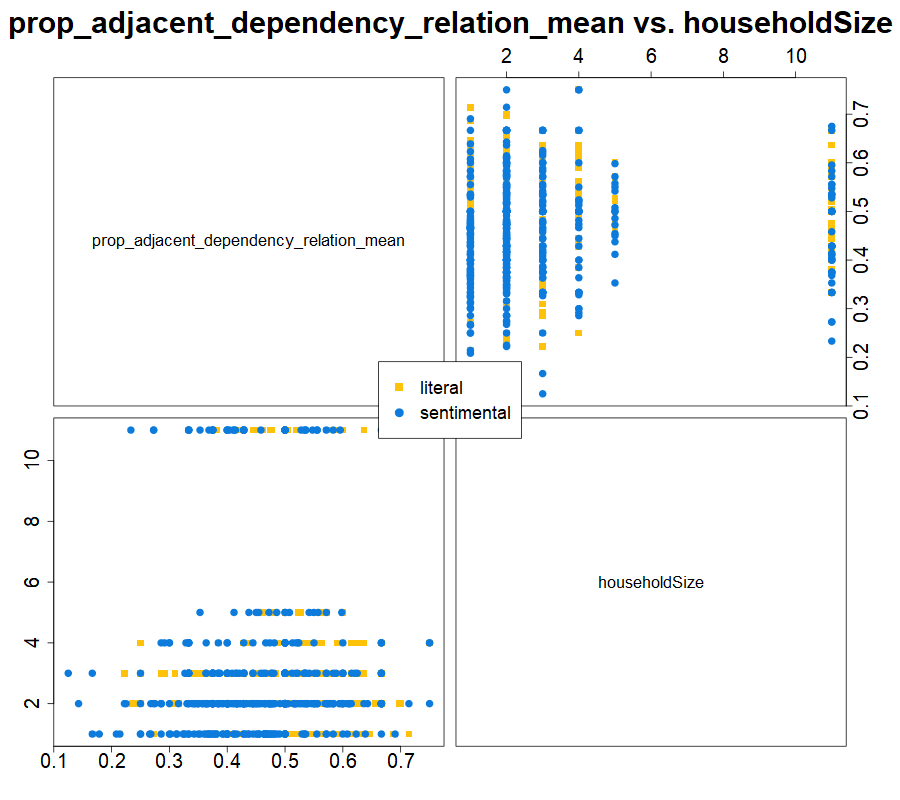 prop_adjacent_dependency_relation_mean vs. householdSize
2 4 6 8 10
prop_adjacent_dependency_relation_mean
0.1 0.2 0.3 0.4 0.5 0.6 0.7
literal
sentimental
2 4 6 8 10
householdSize
0.1 0.2 0.3 0.4 0.5 0.6 0.7